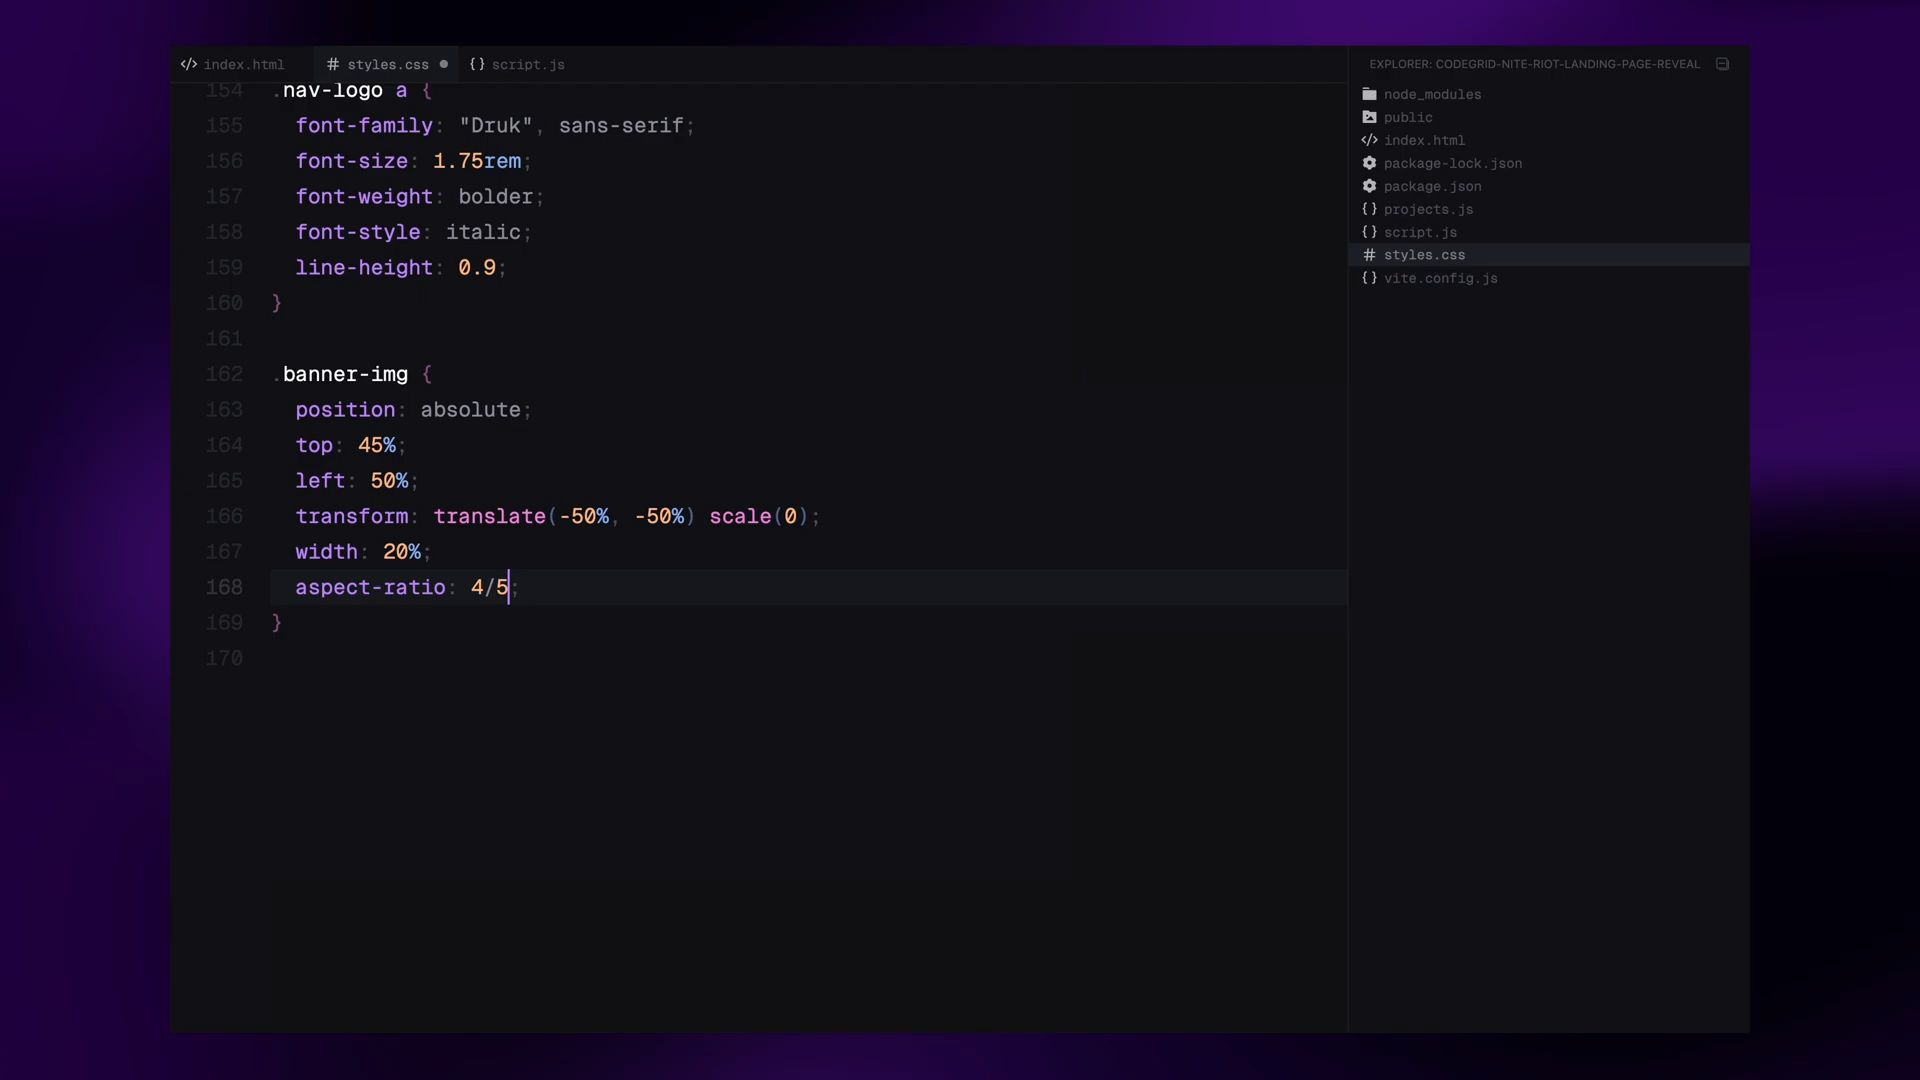 index.html
# styles.css
{} script.js
154 .nav-logo a {
155 font-family: "Druk", sans-serif;
156 font-size: 1.75rem;
157 font-weight: bolder;
158 font-style: italic;
159 line-height: 0.9;
160 }
161
162 .banner-img {
163 position: absolute;
164 top: 45%;
165 left: 50%;
166 transform: translate(-50%, -50%) scale(0);
167 width: 20%;
168 aspect-ratio: 4/5;
169 }
170
EXPLORER: CODEGRID-NITE-RIOT-LANDING-PAGE-REVEAL
node_modules
public
</> index.html
package-lock.json
package.json
{} projects.js
{} script.js
# styles.css
{} vite.config.js